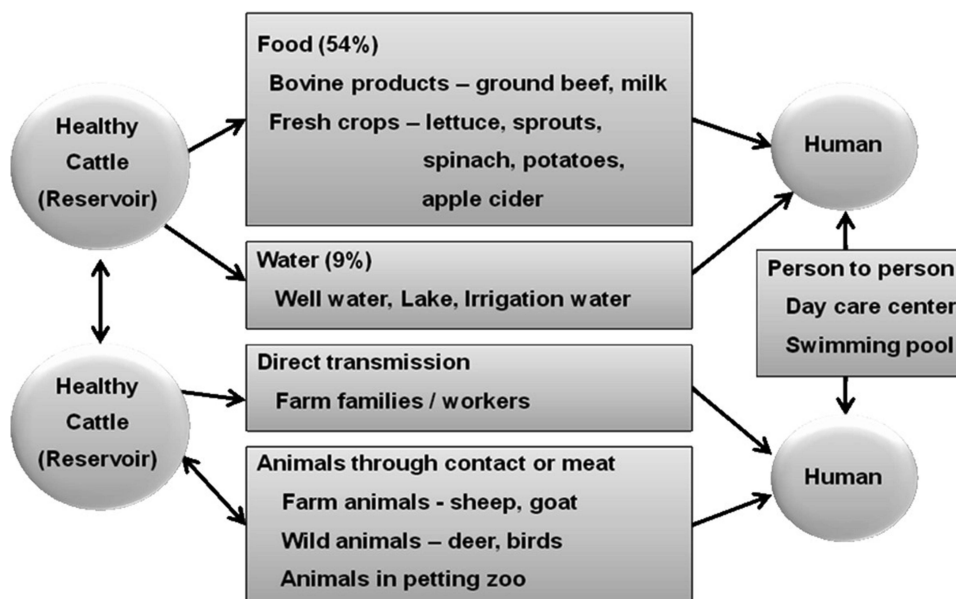 Healthy
Cattle
(Reservoir)
Food (54%)
Bovine products – ground beef, milk
Fresh crops – lettuce, sprouts,
spinach, potatoes,
apple cider
Human
Water (9%)
Well water, Lake, Irrigation water
Person to person
Day care center
Swimming pool
Healthy
Cattle
(Reservoir)
Direct transmission
Farm families / workers
Animals through contact or meat
Farm animals - sheep, goat
Wild animals – deer, birds
Animals in petting zoo
Human